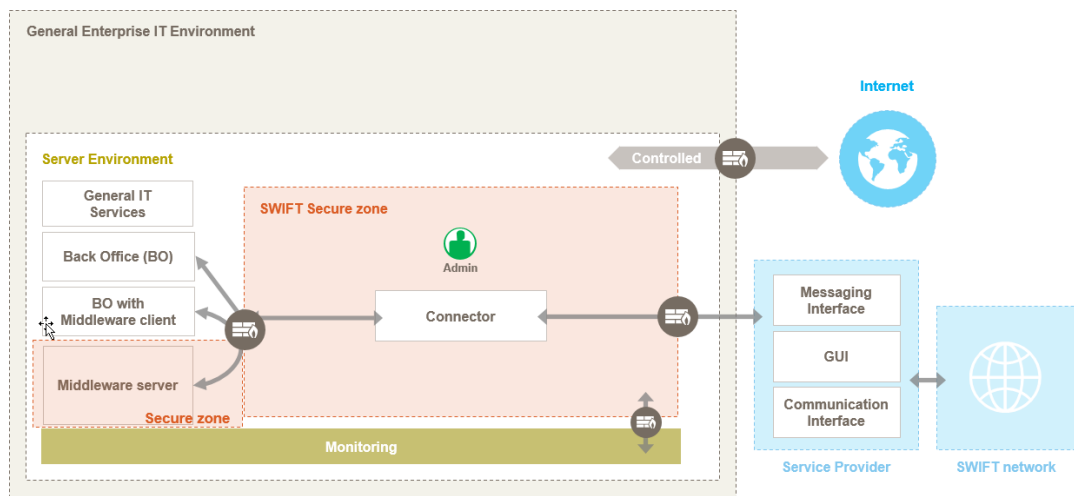 General Enterprise IT Environment
Internet
Controlled
Server Environment
General IT
Services
SWIFT Secure zone
Back Office (BO)
Admin
BO with
Middleware client
Connector
Messaging
Interface
GUI
Middleware server
Communication
Interface
Secure zone
Monitoring
Service Provider
SWIFT network